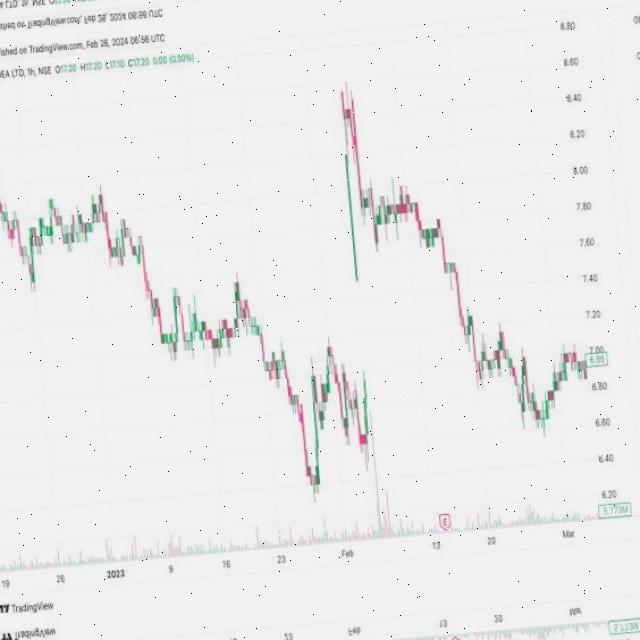 ished on TradingView.com, Feb 26, 2024 06:56 UTC
EA LTD, 1h, NSE O17.20 H17.20 L17.10 C17.20 0.00 (0.00%)
8.80
8.60
8.40
8.20
8.00
7.80
7.60
7.40
7.20
7.00
6.95
6.80
6.60
6.40
6.20
5.773M
E
19 26 2023 9 16 23 Feb 13 20 Mar
TradingView